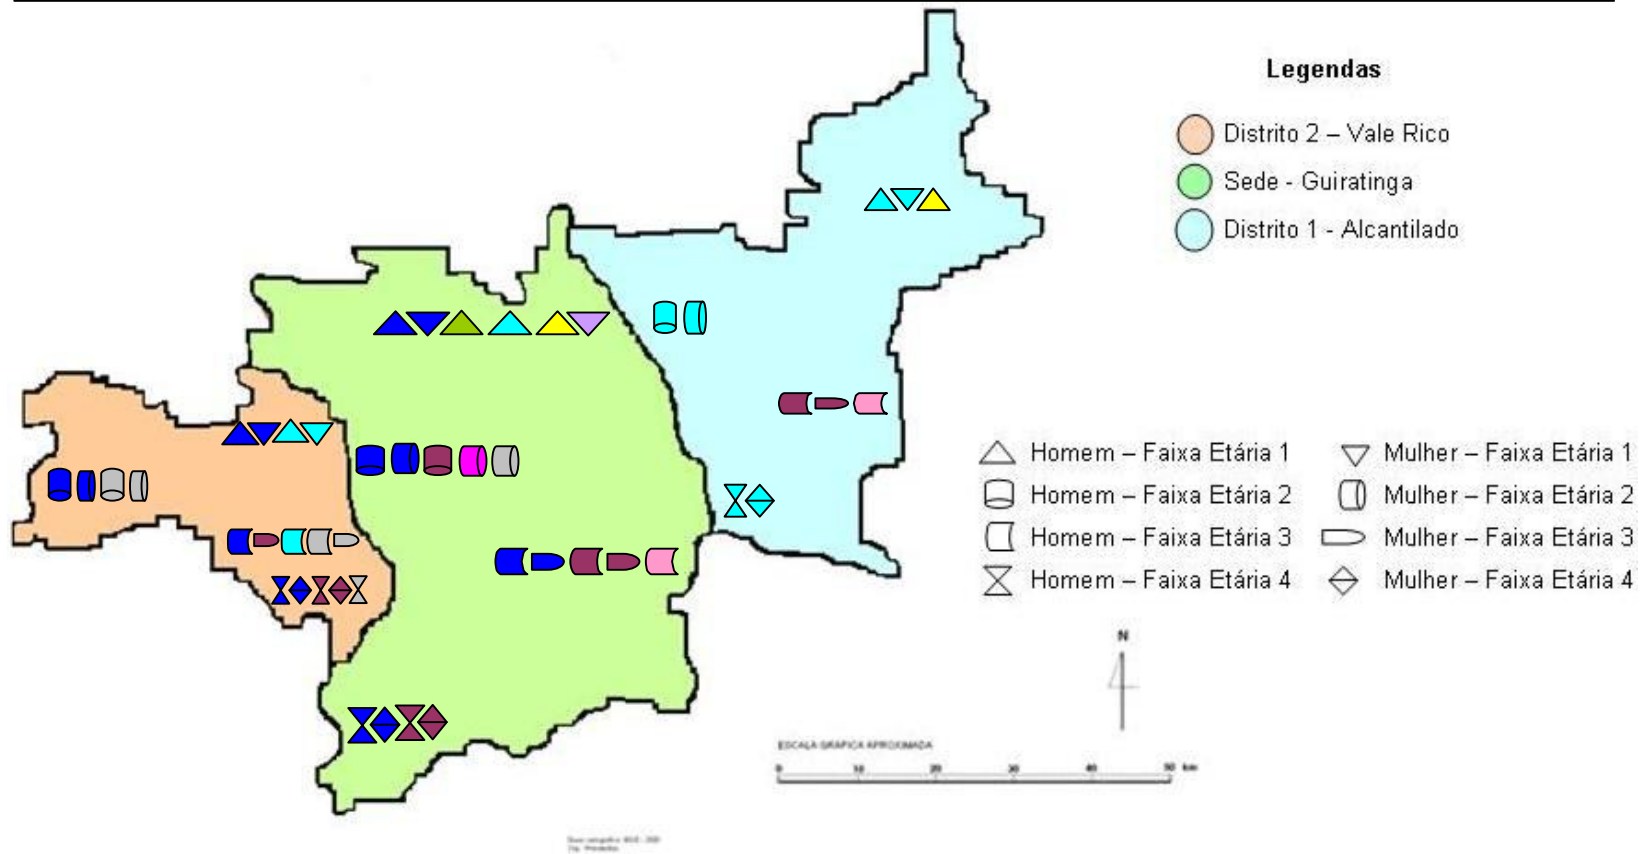 Legendas
Distrito 2 – Vale Rico
Sede - Guiratinga
Distrito 1 - Alcantilado
Homem – Faixa Etária 1
Mulher – Faixa Etária 1
Homem – Faixa Etária 2
Mulher – Faixa Etária 2
Homem – Faixa Etária 3
Mulher – Faixa Etária 3
Homem – Faixa Etária 4
Mulher – Faixa Etária 4
N
ESCALA GRÁFICA APROXIMADA
0 10 20 30 40 50 km